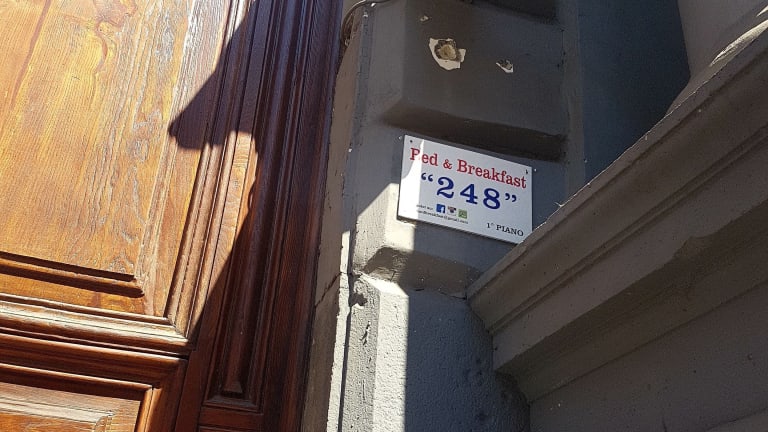 Bed & Breakfast
“248”
1° PIANO